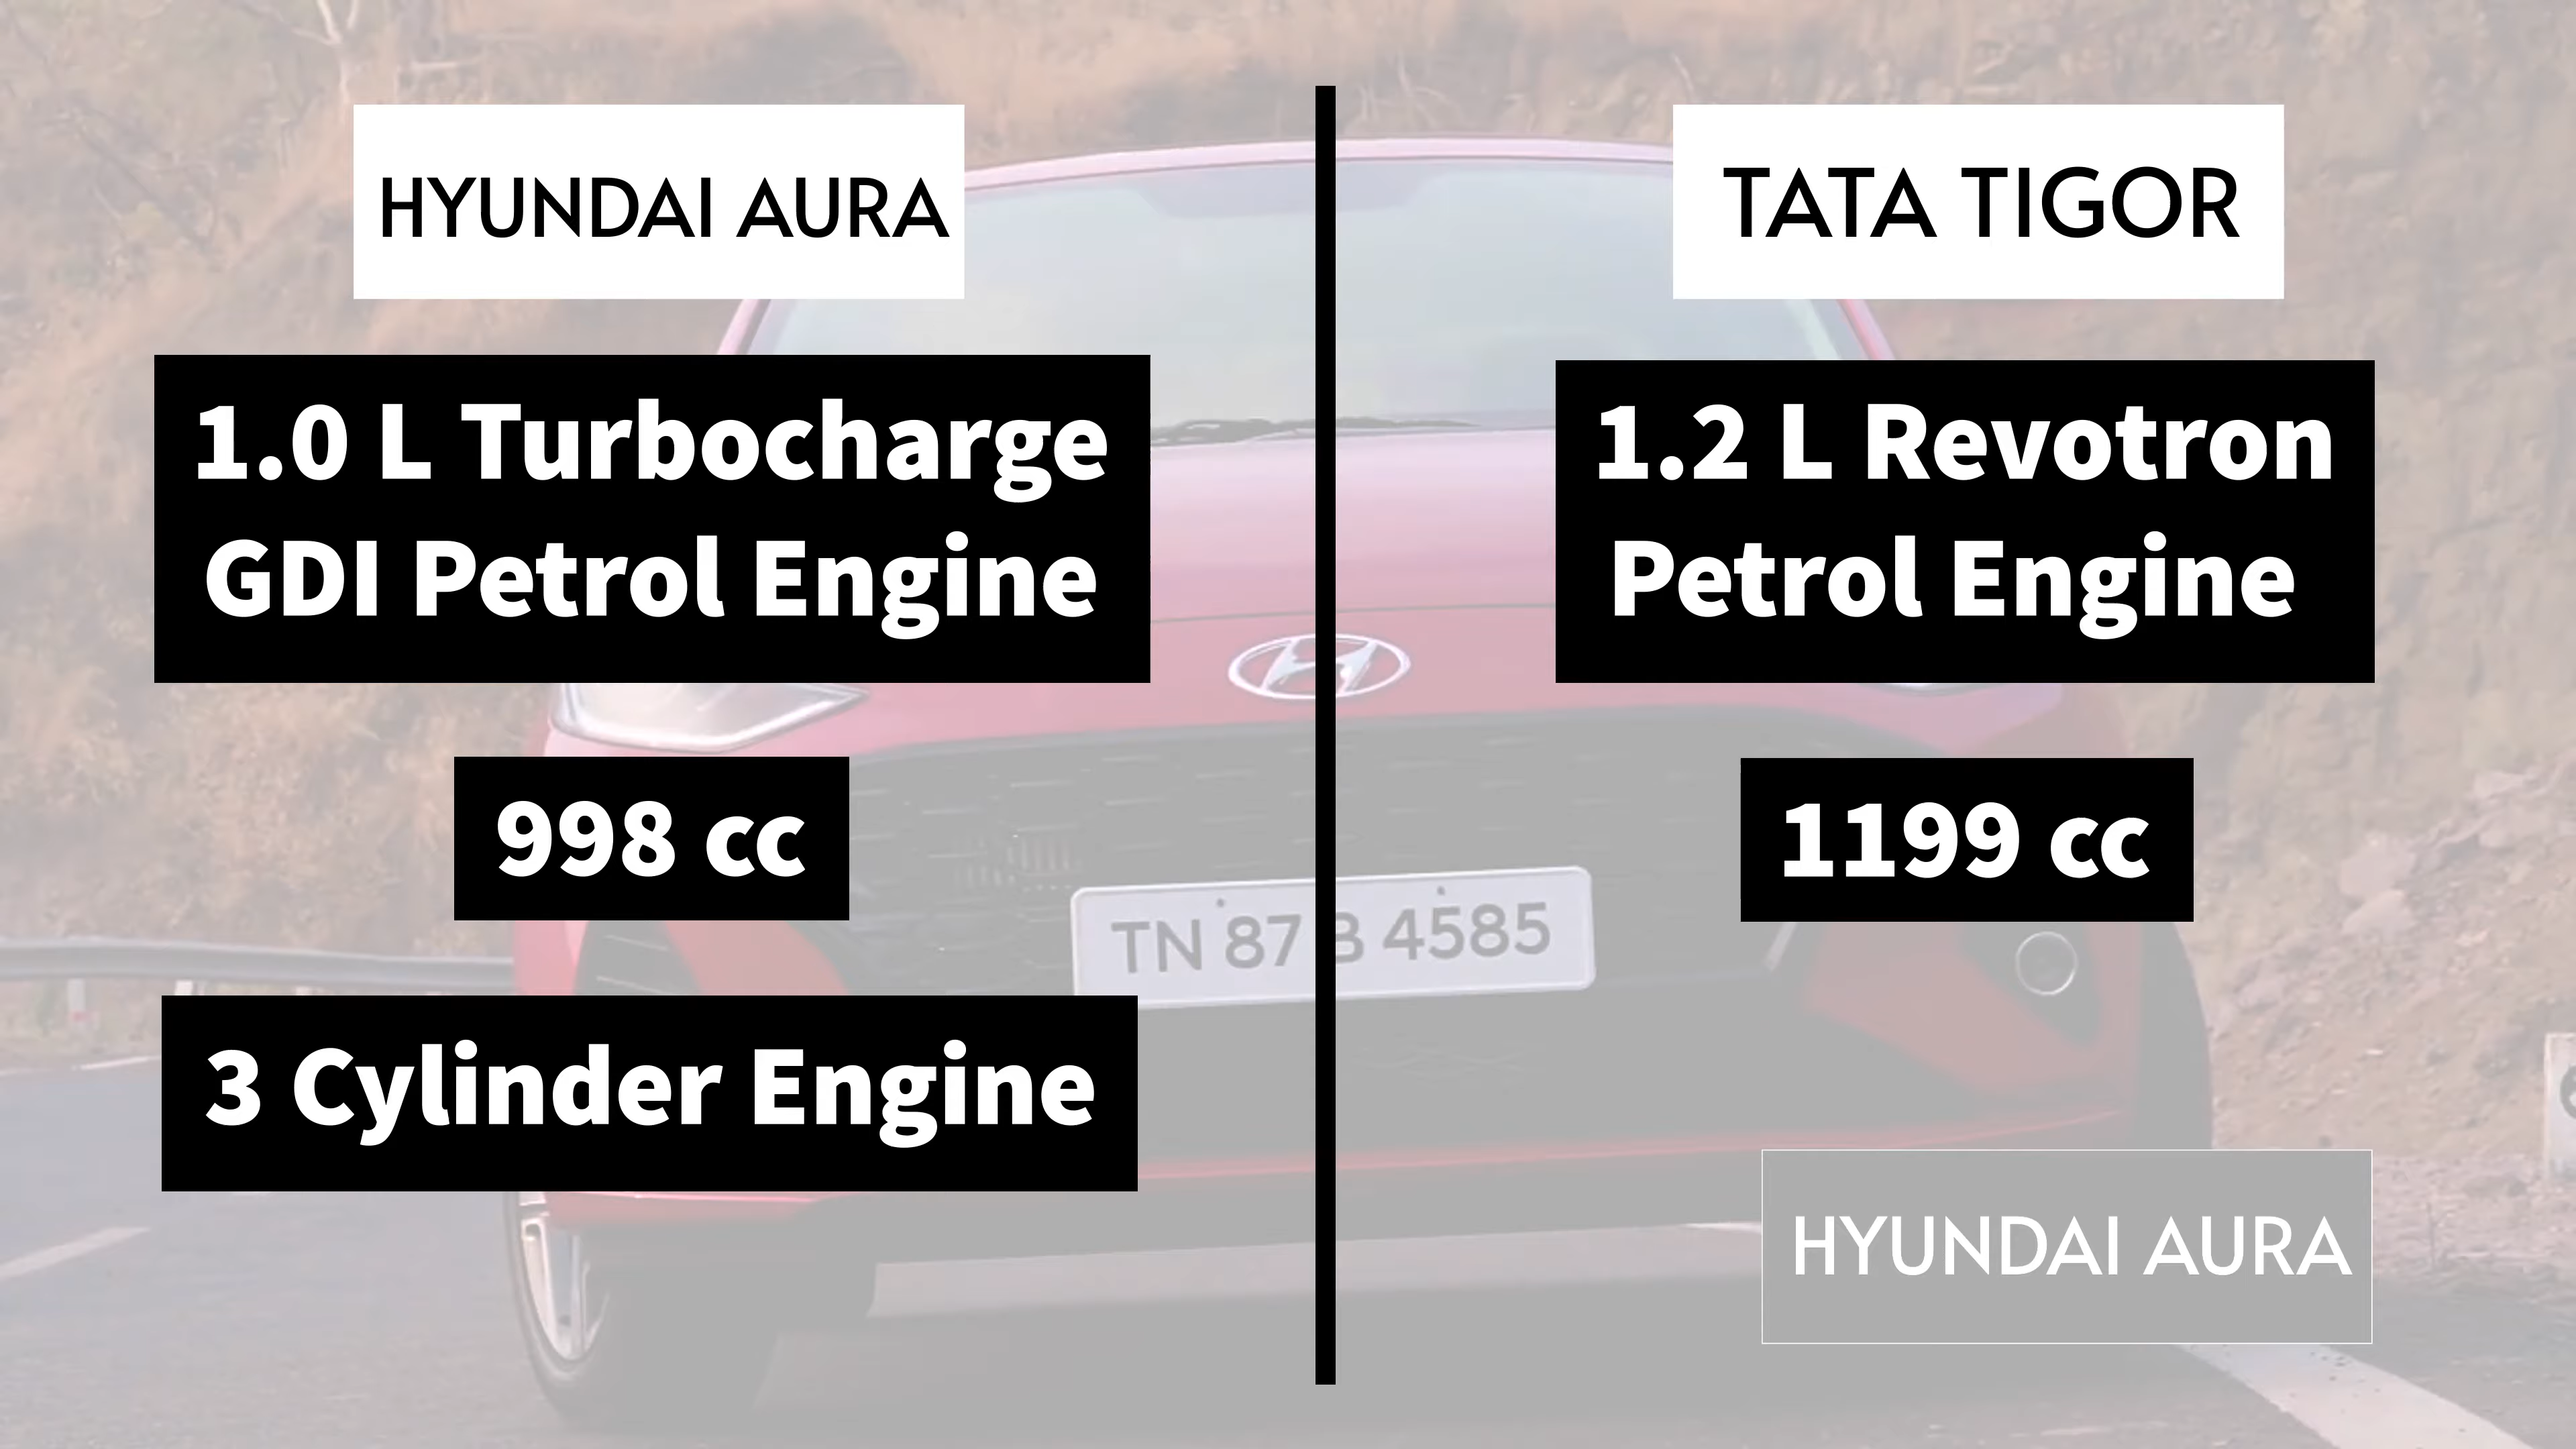 HYUNDAI AURA
1.0 L Turbocharge
GDI Petrol Engine
998 cc
3 Cylinder Engine
TATA TIGOR
1.2 L Revotron
Petrol Engine
1199 cc
TN 87 B 4585
HYUNDAI AURA